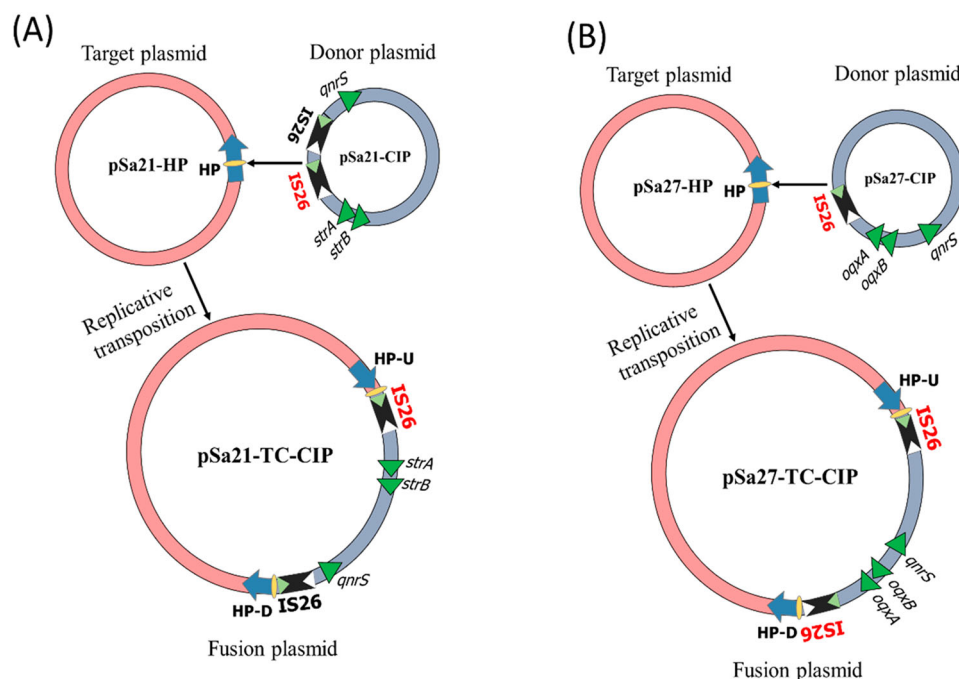 (A)
Target plasmid
Donor plasmid
qnrS
IS26
pSa21-HP
HP
pSa21-CIP
IS26
strA
strB
Replicative
transposition
HP-U
IS26
pSa21-TC-CIP
strA
strB
qnrS
HP-D
IS26
Fusion plasmid
(B)
Target plasmid
Donor plasmid
pSa27-HP
HP
pSa27-CIP
IS26
oqxA
oqxB
qnrS
Replicative
transposition
HP-U
IS26
pSa27-TC-CIP
qnrS
oqxB
oqxA
HP-D
IS26
Fusion plasmid